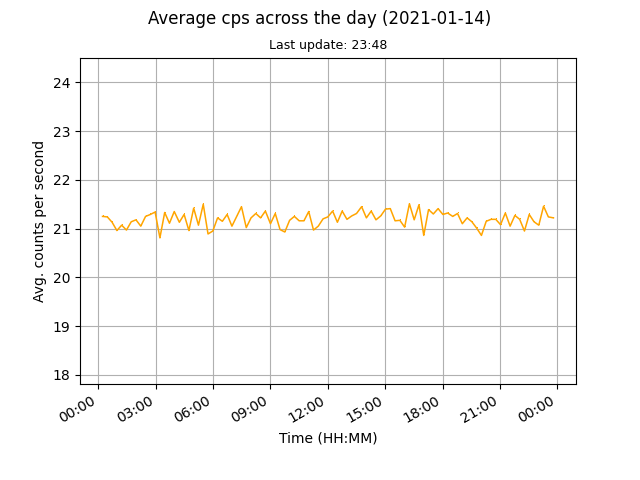 Average cps across the day (2021-01-14)
Last update: 23:48
24
23
22
21
20
19
18
Avg. counts per second
00:00 03:00 06:00 09:00 12:00 15:00 18:00 21:00 00:00
Time (HH:MM)